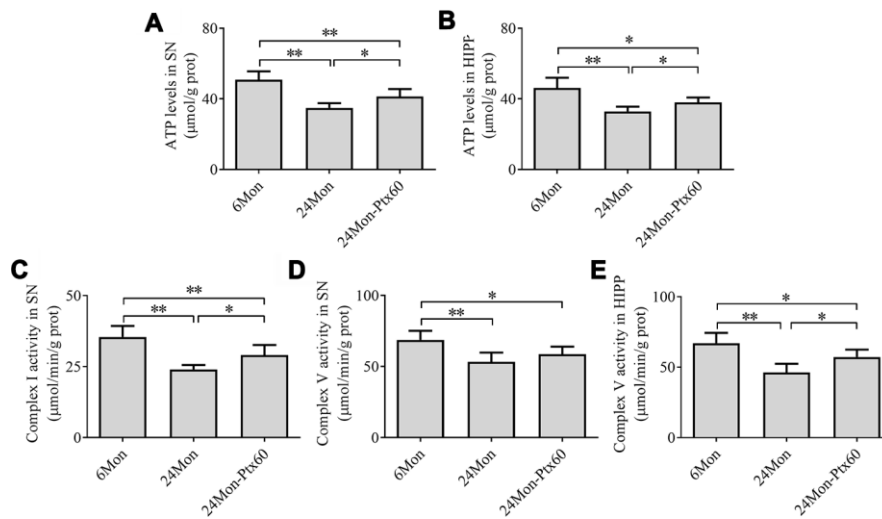 A
ATP levels in SN
(μmol/g prot)
80
40
0
**
**
*
6Mon
24Mon
24Mon-Ptx60
B
ATP levels in HIPP
(μmol/g prot)
80
40
0
*
**
*
6Mon
24Mon
24Mon-Ptx60
C
Complex I activity in SN
(μmol/min/g prot)
50
25
0
**
**
*
6Mon
24Mon
24Mon-Ptx60
D
Complex V activity in SN
(μmol/min/g prot)
100
50
0
*
**
6Mon
24Mon
24Mon-Ptx60
E
Complex V activity in HIPP
(μmol/min/g prot)
100
50
0
*
**
*
6Mon
24Mon
24Mon-Ptx60